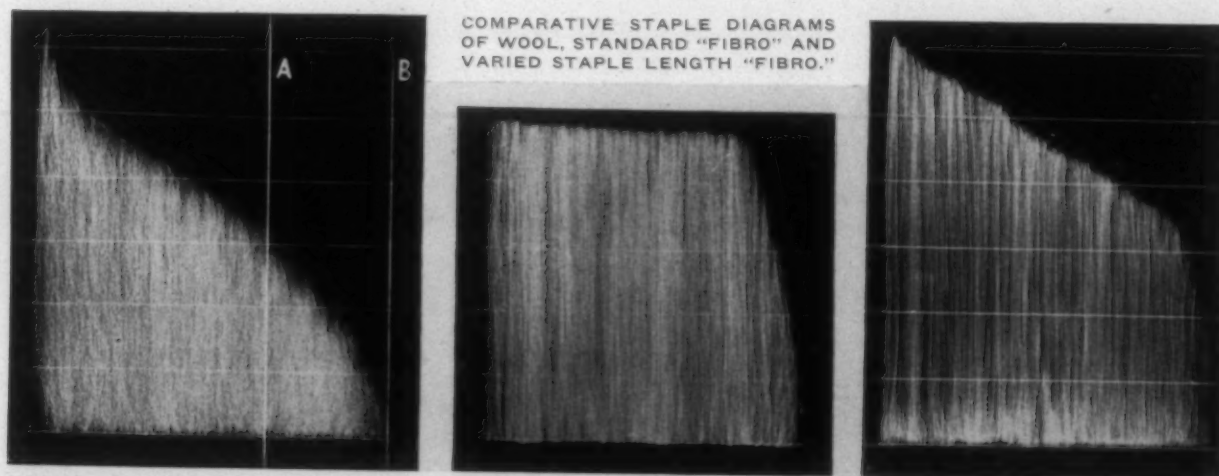 COMPARATIVE STAPLE DIAGRAMS
OF WOOL, STANDARD “FIBRO” AND
VARIED STAPLE LENGTH “FIBRO.”
A
B